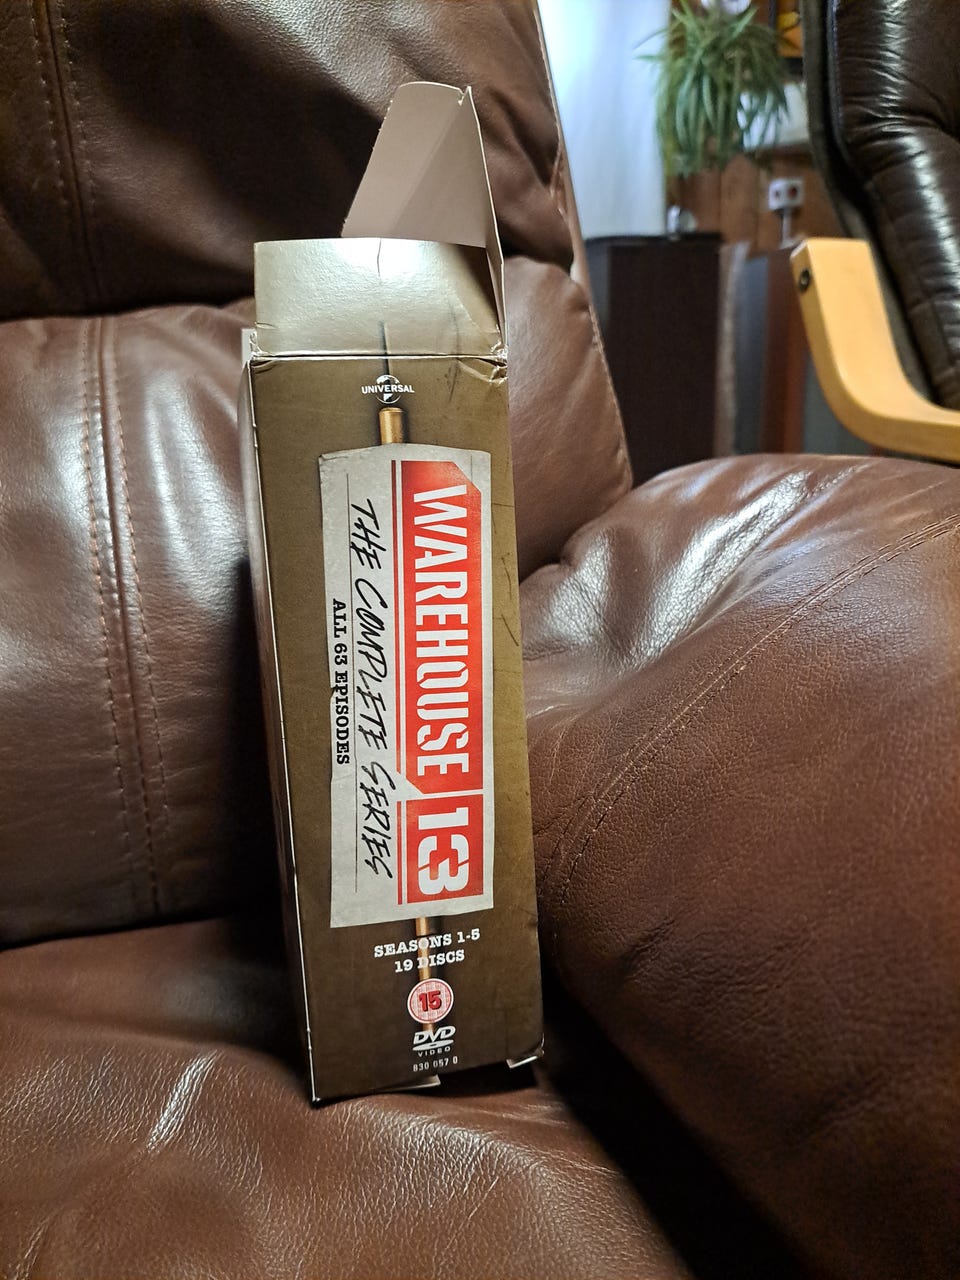 UNIVERSAL
WAREHOUSE 13
THE COMPLETE SERIES
ALL 63 EPISODES
SEASONS 1-5
19 DISCS
15
DVD
VIDEO
830 057 0